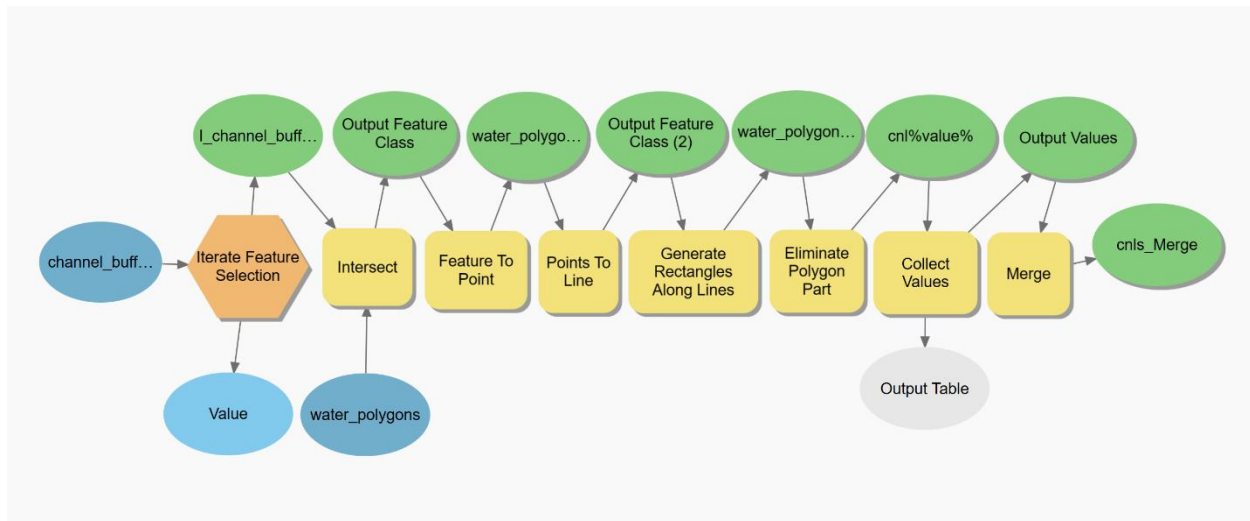 I_channel_buff…
Output Feature
Class
water_polygo…
Output Feature
Class (2)
water_polygon…
cnl%value%
Output Values
channel_buff…
Iterate Feature
Selection
Intersect
Feature To
Point
Points To
Line
Generate
Rectangles
Along Lines
Eliminate
Polygon
Part
Collect
Values
Merge
cnls_Merge
Value
water_polygons
Output Table